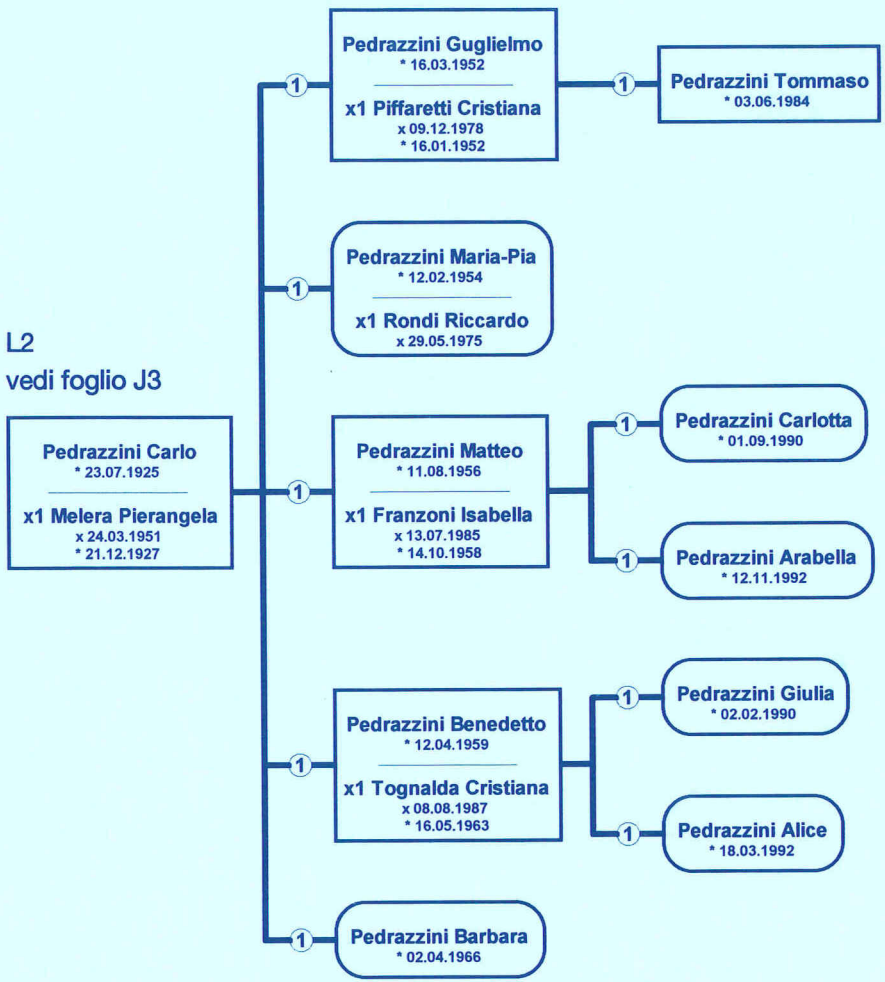 Pedrazzini Guglielmo
* 16.03.1952
x1 Piffaretti Cristiana
x 09.12.1978
* 16.01.1952
1
1
Pedrazzini Tommaso
* 03.06.1984
Pedrazzini Maria-Pia
* 12.02.1954
x1 Rondi Riccardo
x 29.05.1975
1
L2
vedi foglio J3
Pedrazzini Carlo
* 23.07.1925
x1 Melera Pierangela
x 24.03.1951
* 21.12.1927
1
Pedrazzini Matteo
* 11.08.1956
x1 Franzoni Isabella
x 13.07.1985
* 14.10.1958
1
Pedrazzini Carlotta
* 01.09.1990
1
Pedrazzini Arabella
* 12.11.1992
1
Pedrazzini Benedetto
* 12.04.1959
x1 Tognalda Cristiana
x 08.08.1987
* 16.05.1963
1
Pedrazzini Giulia
* 02.02.1990
1
Pedrazzini Alice
* 18.03.1992
1
Pedrazzini Barbara
* 02.04.1966